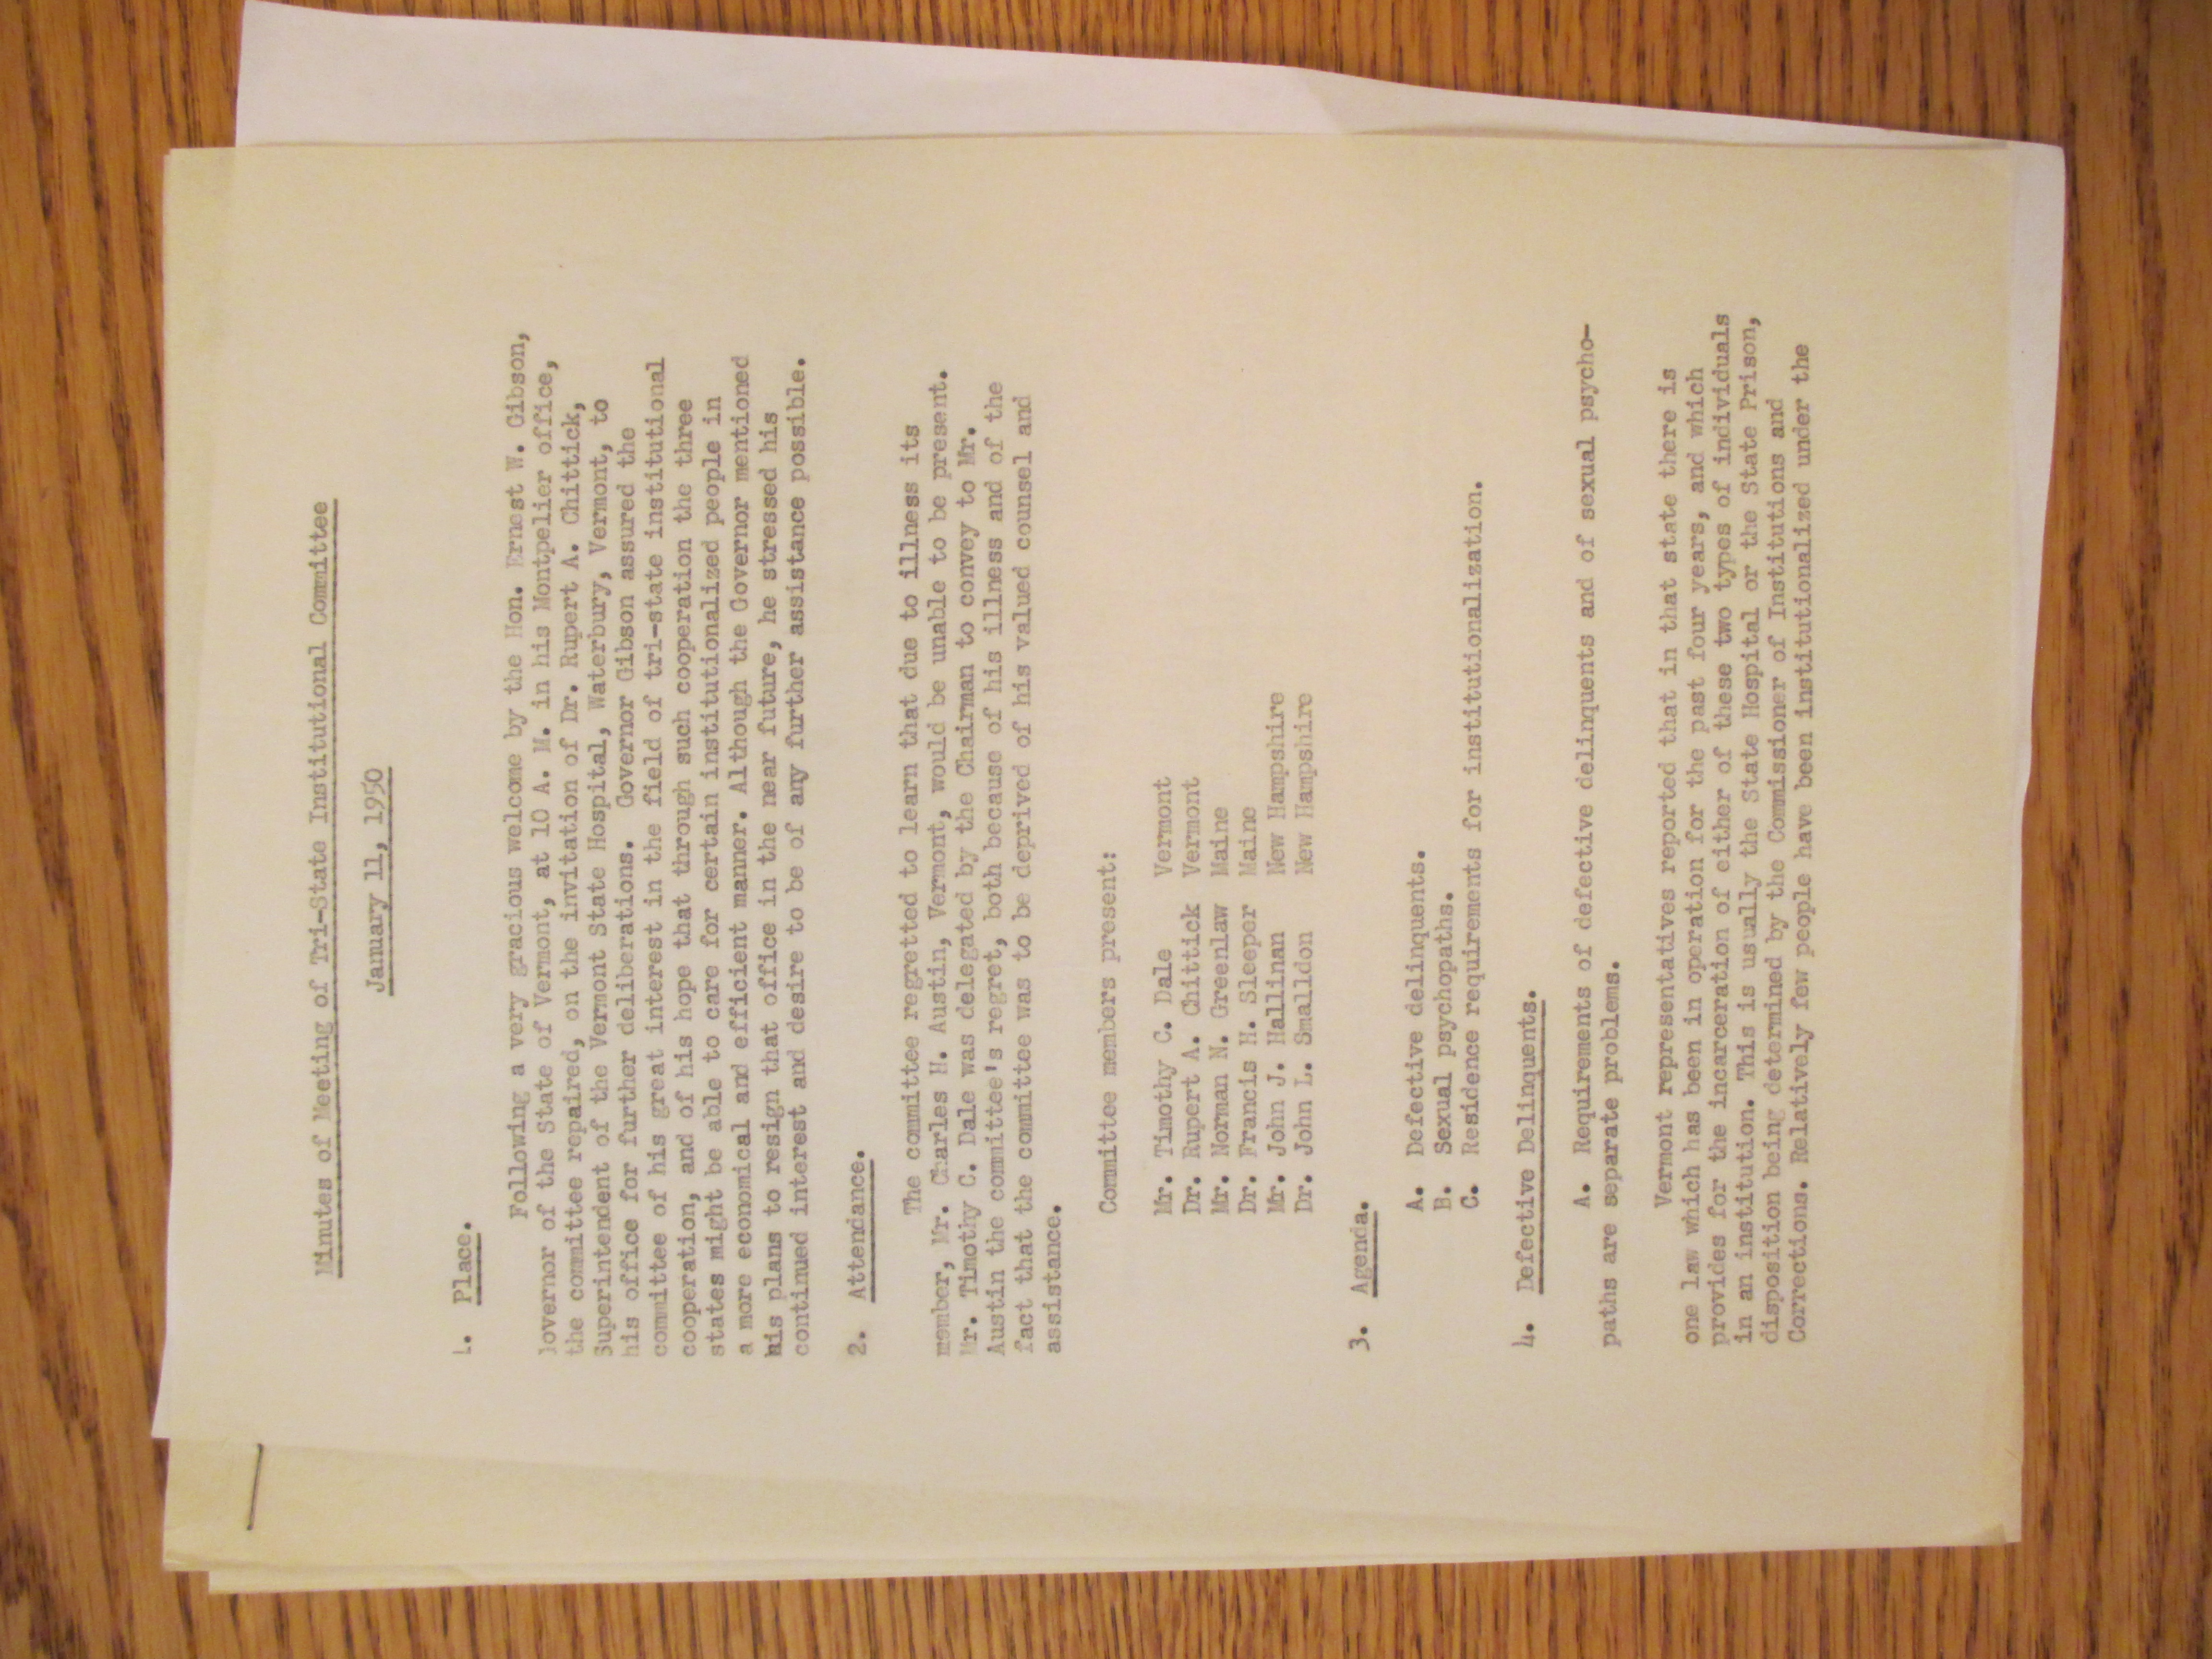 Minutes of Meeting of Tri-State Institutional Committee
January 11, 1950
1. Place.
Following a very gracious welcome by the Hon. Ernest W. Gibson,
Governor of the State of Vermont, at 10 A. M. in his Montpelier office,
the committee repaired, on the invitation of Dr. Rupert A. Chittick,
Superintendent of the Vermont State Hospital, Waterbury, Vermont, to
his office for further deliberations. Governor Gibson assured the
committee of his great interest in the field of tri-state institutional
cooperation, and of his hope that through such cooperation the three
states might be able to care for certain institutionalized people in
a more economical and efficient manner. Although the Governor mentioned
his plans to resign that office in the near future, he stressed his
continued interest and desire to be of any further assistance possible.
2. Attendance.
The committee regretted to learn that due to illness its
member, Mr. Charles H. Austin, Vermont, would be unable to be present.
Mr. Timothy C. Dale was delegated by the Chairman to convey to Mr.
Austin the committee's regret, both because of his illness and of the
fact that the committee was to be deprived of his valued counsel and
assistance.
Committee members present:
Mr. Timothy C. Dale Vermont
Dr. Rupert A. Chittick Vermont
Mr. Norman N. Greenlaw Maine
Dr. Francis H. Sleeper Maine
Mr. John J. Hallinan New Hampshire
Dr. John L. Smalldon New Hampshire
3. Agenda.
A. Defective delinquents.
B. Sexual psychopaths.
C. Residence requirements for institutionalization.
4. Defective Delinquents.
A. Requirements of defective delinquents and of sexual psycho-
paths are separate problems.
Vermont representatives reported that in that state there is
one law which has been in operation for the past four years, and which
provides for the incarceration of either of these two types of individuals
in an institution. This is usually the State Hospital or the State Prison,
disposition being determined by the Commissioner of Institutions and
Corrections. Relatively few people have been institutionalized under the